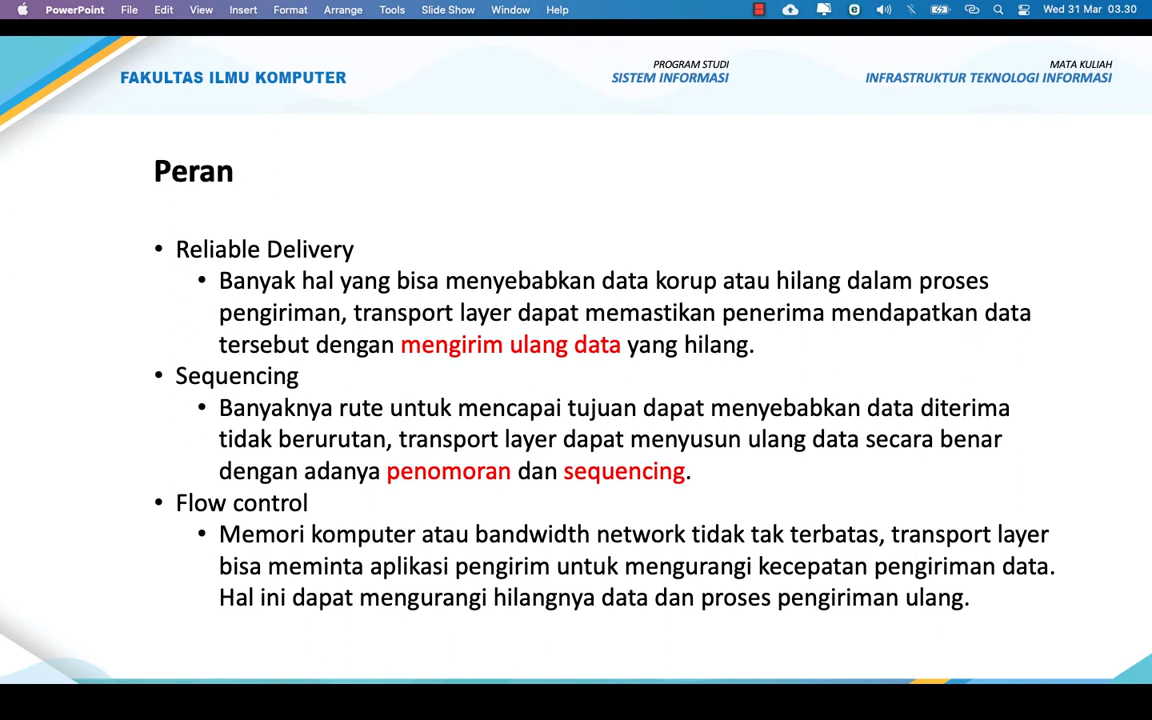 PowerPoint File Edit View Insert Format Arrange Tools Slide Show Window Help Wed 31 Mar 03.30
FAKULTAS ILMU KOMPUTER
PROGRAM STUDI
SISTEM INFORMASI
MATA KULIAH
INFRASTRUKTUR TEKNOLOGI INFORMASI
Peran
• Reliable Delivery
• Banyak hal yang bisa menyebabkan data korup atau hilang dalam proses
pengiriman, transport layer dapat memastikan penerima mendapatkan data
tersebut dengan mengirim ulang data yang hilang.
• Sequencing
• Banyaknya rute untuk mencapai tujuan dapat menyebabkan data diterima
tidak berurutan, transport layer dapat menyusun ulang data secara benar
dengan adanya penomoran dan sequencing.
• Flow control
• Memori komputer atau bandwidth network tidak tak terbatas, transport layer
bisa meminta aplikasi pengirim untuk mengurangi kecepatan pengiriman data.
Hal ini dapat mengurangi hilangnya data dan proses pengiriman ulang.